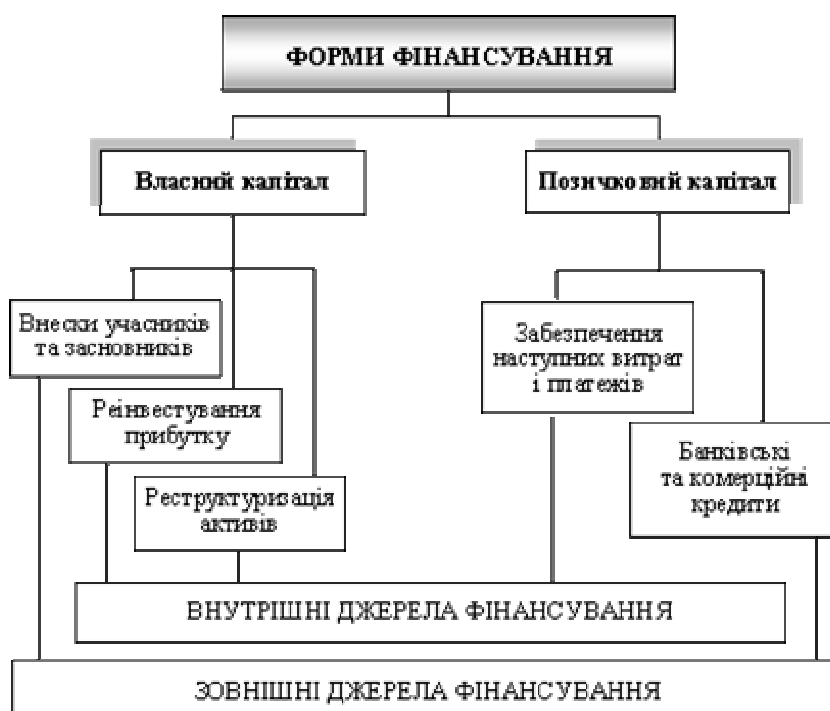 ФОРМИ ФІНАНСУВАННЯ
Власний капітал
Позичковий капітал
Внески учасників
та засновників
Реінвестування
прибутку
Реструктуризація
активів
Забезпечення
наступних витрат
і платежів
Банківські
та комерційні
кредити
ВНУТРІШНІ ДЖЕРЕЛА ФІНАНСУВАННЯ
ЗОВНІШНІ ДЖЕРЕЛА ФІНАНСУВАННЯ